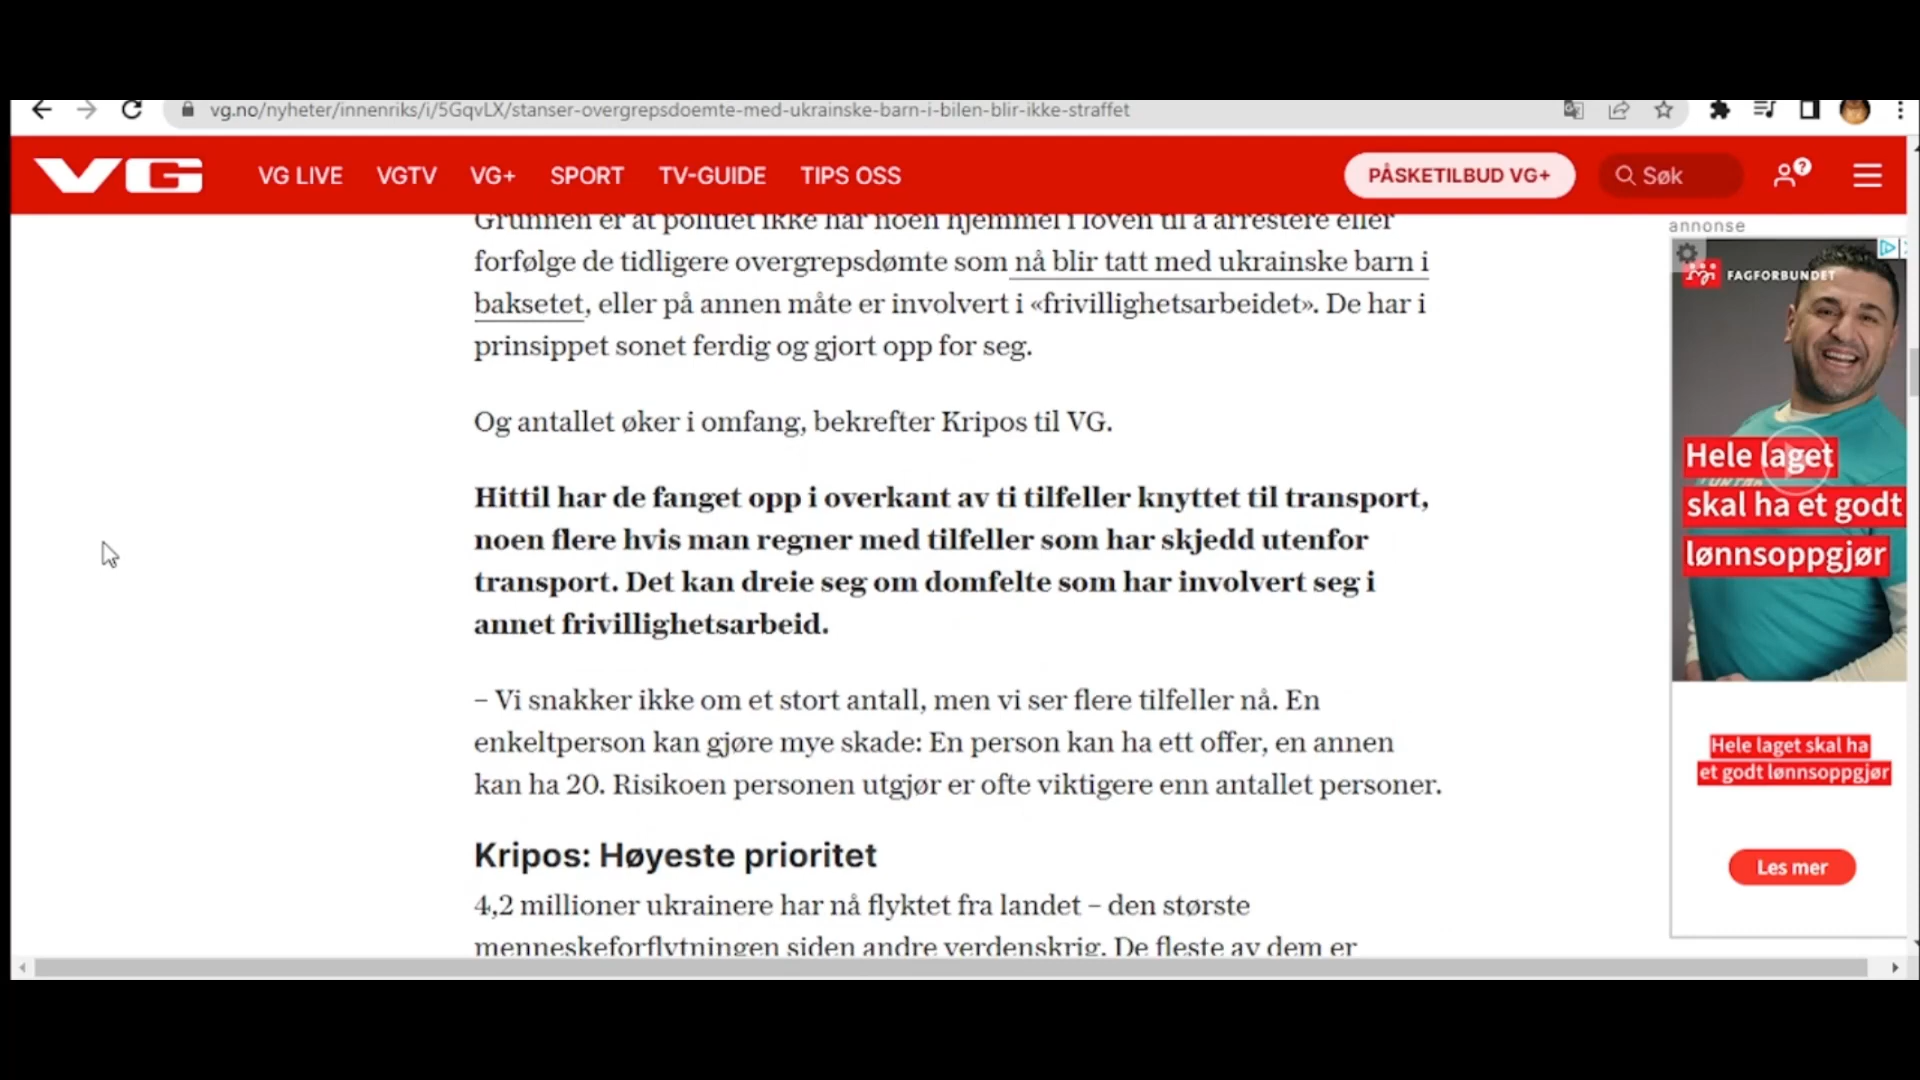 vg.no/nyheter/innenriks/i/5GqvLX/stanser-overgrepsdoemte-med-ukrainske-barn-i-bilen-blir-ikke-straffet
VG
VG LIVE
VGTV
VG+
SPORT
TV-GUIDE
TIPS OSS
PÅSKETILBUD VG+
Søk
Grunnen er at politiet ikke har noen hjemmel i loven til å arrestere eller
forfølge de tidligere overgrepsdømte som nå blir tatt med ukrainske barn i
baksetet, eller på annen måte er involvert i «frivillighetsarbeidet». De har i
prinsippet sonet ferdig og gjort opp for seg.
Og antallet øker i omfang, bekrefter Kripos til VG.
Hittil har de fanget opp i overkant av ti tilfeller knyttet til transport,
noen flere hvis man regner med tilfeller som har skjedd utenfor
transport. Det kan dreie seg om domfelte som har involvert seg i
annet frivillighetsarbeid.
– Vi snakker ikke om et stort antall, men vi ser flere tilfeller nå. En
enkeltperson kan gjøre mye skade: En person kan ha ett offer, en annen
kan ha 20. Risikoen personen utgjør er ofte viktigere enn antallet personer.
Kripos: Høyeste prioritet
4,2 millioner ukrainere har nå flyktet fra landet – den største
menneskeforflytningen siden andre verdenskrig. De fleste av dem er
annonse
FAGFORBUNDET
Hele laget
skal ha et godt
lønnsoppgjør
Hele laget skal ha
et godt lønnsoppgjør
Les mer